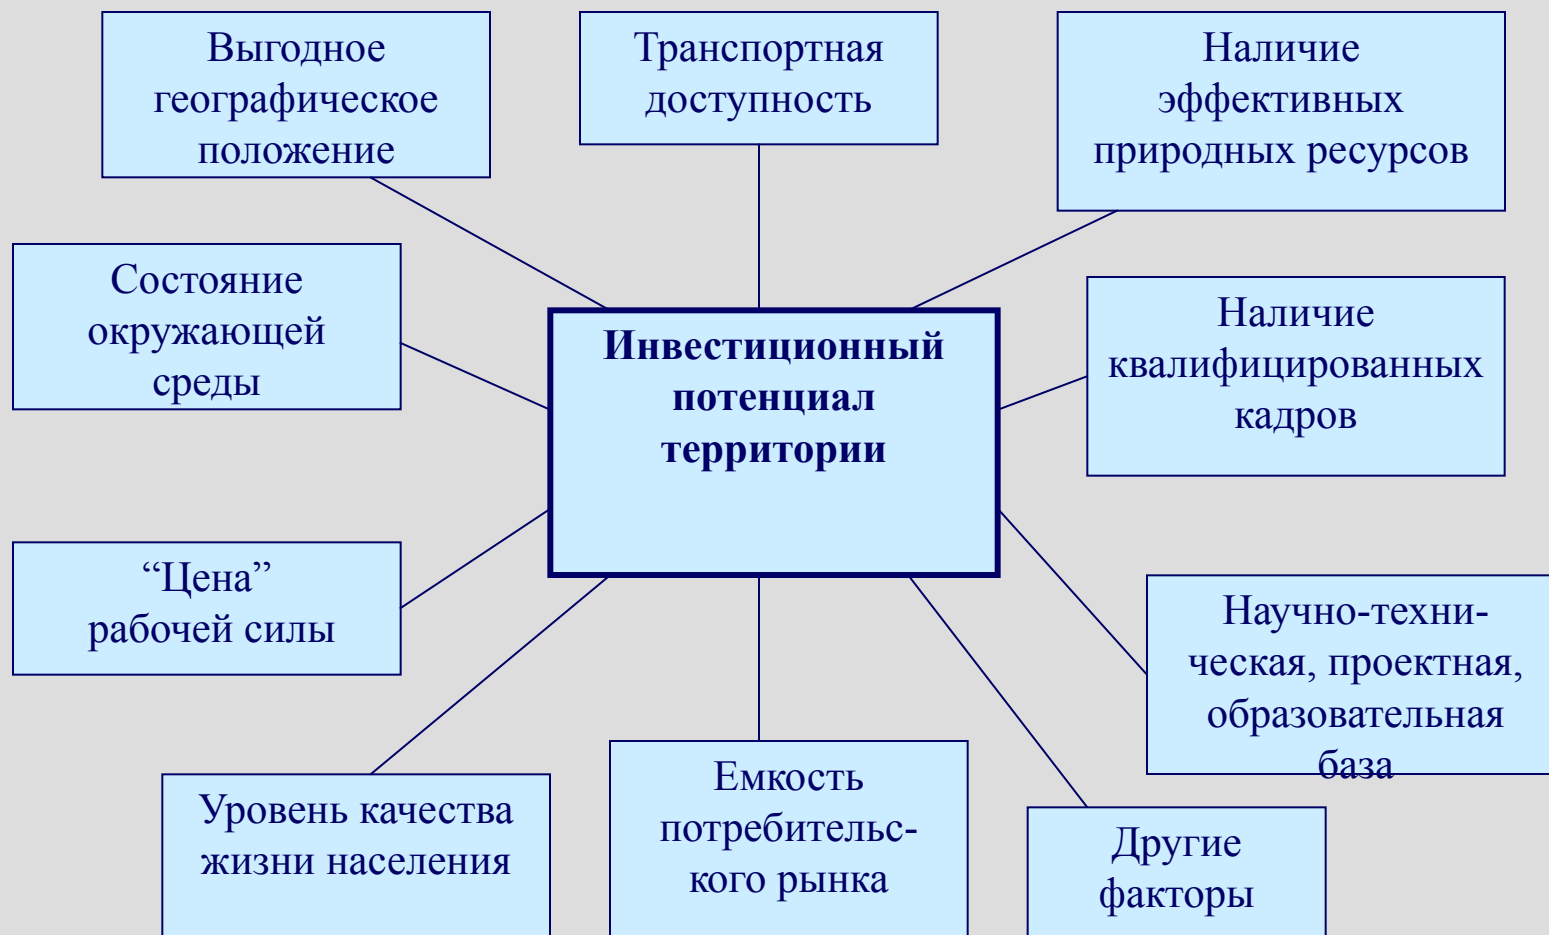 Выгодное
географическое
положение
Транспортная
доступность
Наличие
эффективных
природных ресурсов
Состояние
окружающей
среды
Инвестиционный
потенциал
территории
Наличие
квалифицированных
кадров
“Цена”
рабочей силы
Научно-техни-
ческая, проектная,
образовательная
база
Уровень качества
жизни населения
Емкость
потребительс-
кого рынка
Другие
факторы